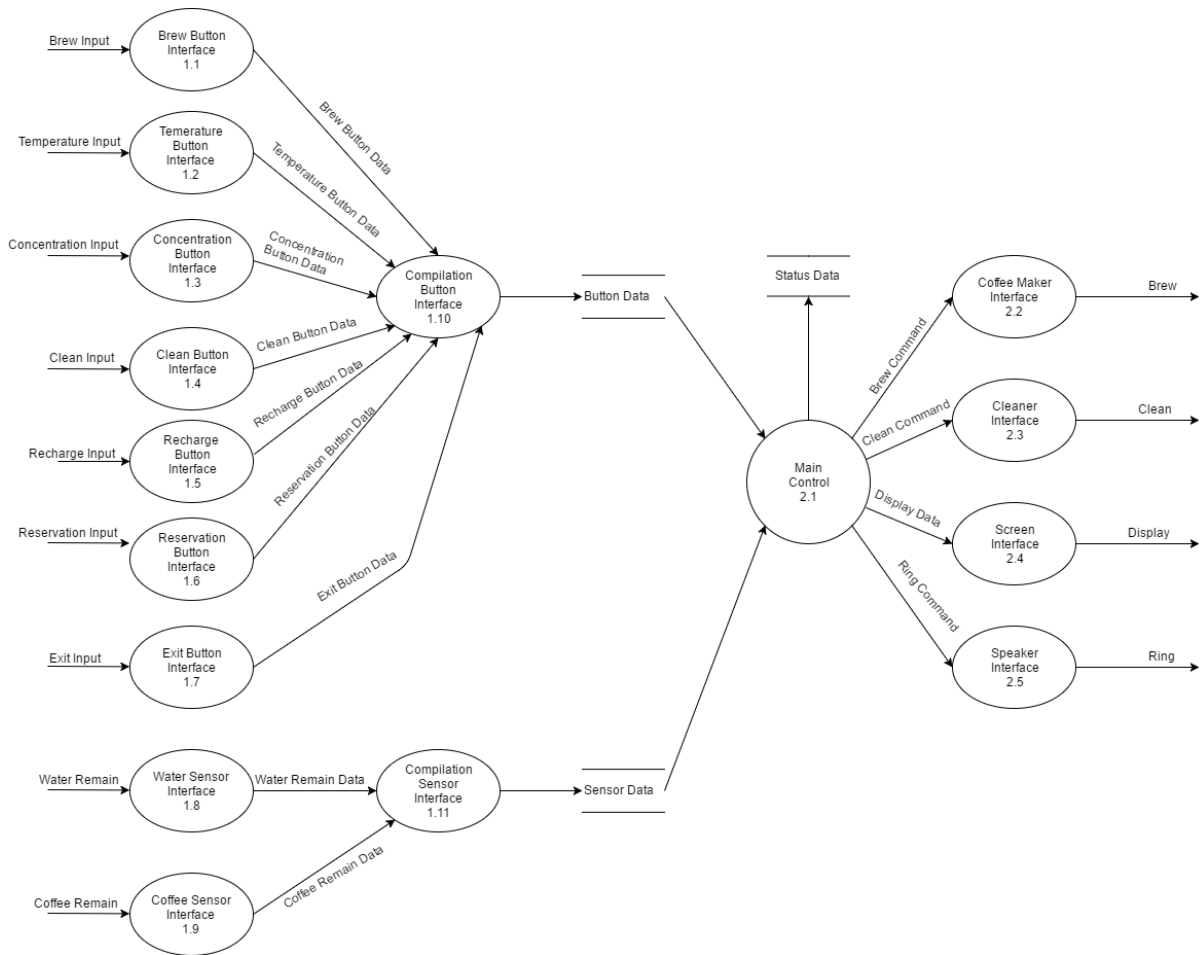 Brew Input
Brew Button
Interface
1.1
Brew Button Data
Temperature Input
Temerature
Button
Interface
1.2
Temperature Button Data
Concentration Input
Concentration
Button
Interface
1.3
Concentration
Button Data
Clean Input
Clean Button
Interface
1.4
Clean Button Data
Recharge Input
Recharge
Button
Interface
1.5
Recharge Button Data
Reservation Input
Reservation
Button
Interface
1.6
Reservation Button Data
Exit Input
Exit Button
Interface
1.7
Exit Button Data
Compilation
Button
Interface
1.10
Button Data
Water Remain
Water Sensor
Interface
1.8
Water Remain Data
Coffee Remain
Coffee Sensor
Interface
1.9
Coffee Remain Data
Compilation
Sensor
Interface
1.11
Sensor Data
Status Data
Main
Control
2.1
Brew Command
Coffee Maker
Interface
2.2
Brew
Clean Command
Cleaner
Interface
2.3
Clean
Display Data
Screen
Interface
2.4
Display
Ring Command
Speaker
Interface
2.5
Ring